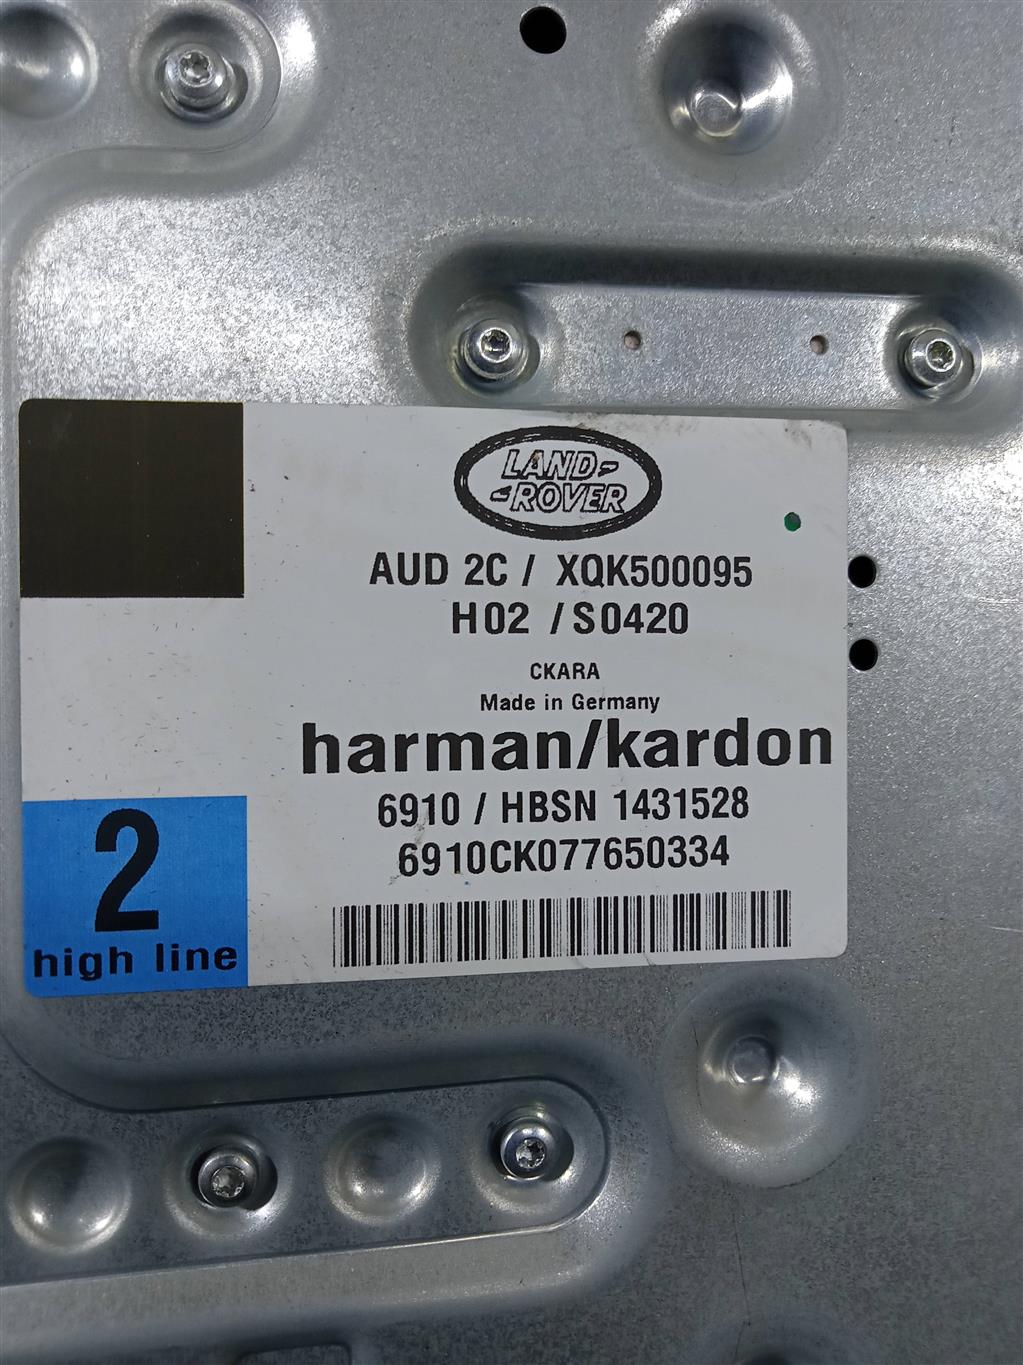 LAND-
-ROVER
AUD 2C / XQK500095
H02 / S0420
CKARA
Made in Germany
harman/kardon
6910 / HBSN 1431528
6910CK077650334
2
high line